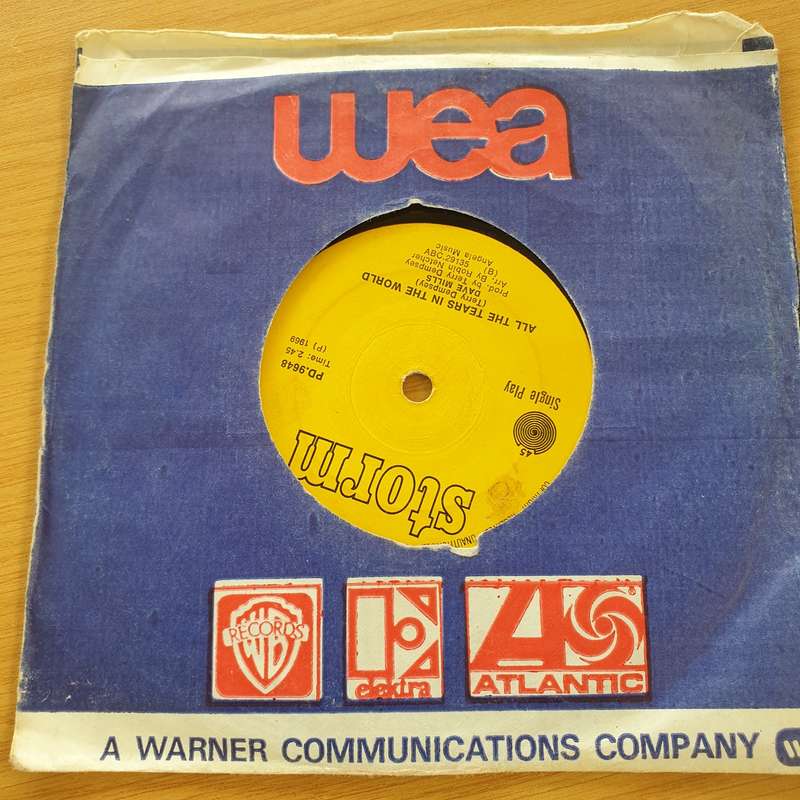 wea
storm
45
Single Play
PD.9648
Time: 2.45
(P) 1969
ALL THE TEARS IN THE WORLD
(Terry Dempsey)
DAVE MILLS
Prod. by Terry Dempsey
Arr. By Robin Netcher
ABC 29135 (B)
Angela Music
RECORDS
WB
elektra
ATLANTIC
®
A WARNER COMMUNICATIONS COMPANY